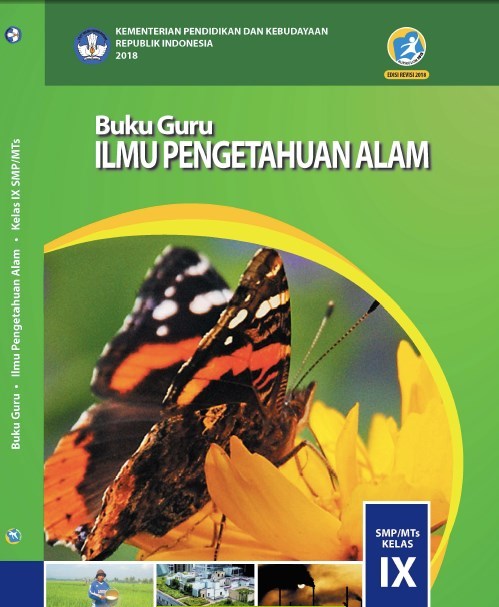 KEMENTERIAN PENDIDIKAN DAN KEBUDAYAAN
REPUBLIK INDONESIA
2018
EDISI REVISI 2018
Buku Guru
ILMU PENGETAHUAN ALAM
Buku Guru • Ilmu Pengetahuan Alam • Kelas IX SMP/MTs
SMP/MTs
KELAS
IX